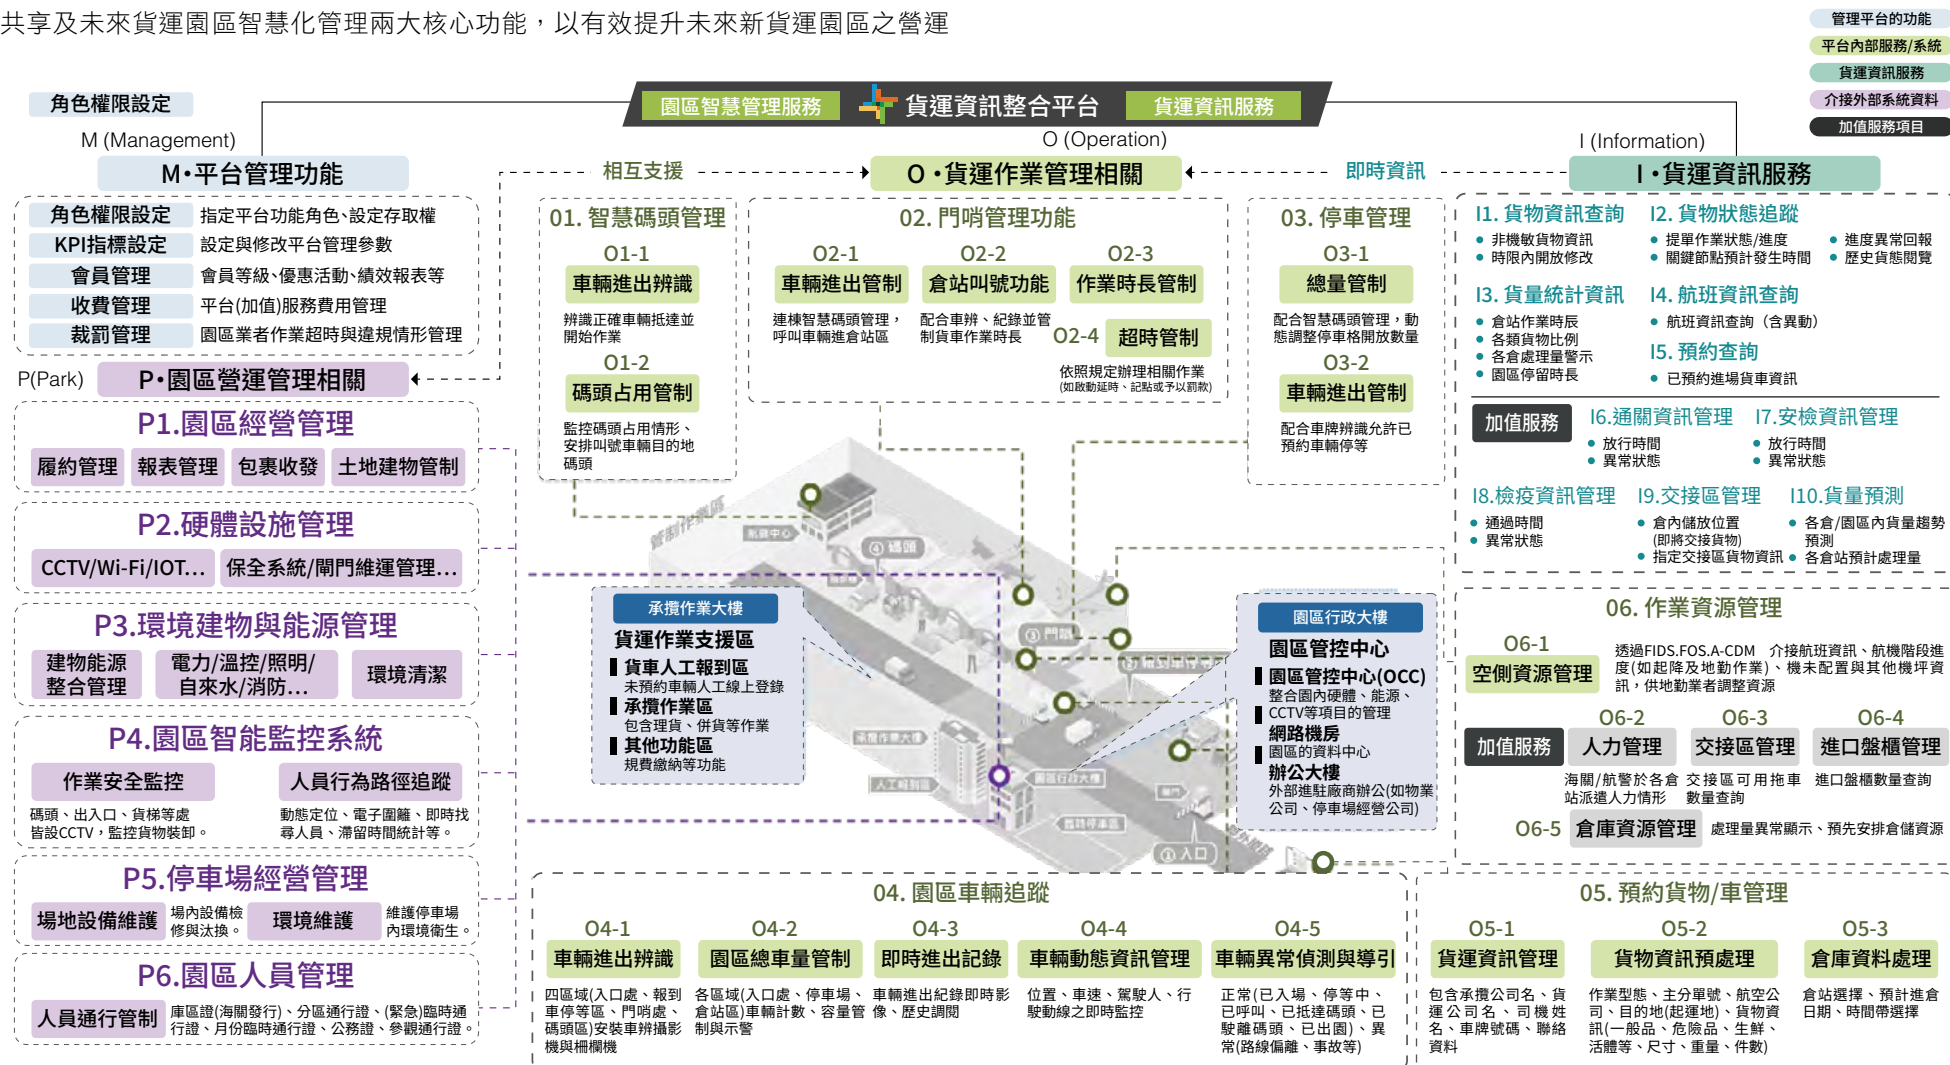 共享及未來貨運園區智慧化管理兩大核心功能，以有效提升未來新貨運園區之營運
管理平台的功能
平台內部服務/系統
貨運資訊服務
介接外部系統資料
加值服務項目
角色權限設定
園區智慧管理服務
貨運資訊整合平台
貨運資訊服務
M (Management)
M•平台管理功能
角色權限設定 指定平台功能角色、設定存取權
KPI指標設定 設定與修改平台管理參數
會員管理 會員等級、優惠活動、績效報表等
收費管理 平台(加值)服務費用管理
裁罰管理 園區業者作業超時與違規情形管理
P(Park)
P•園區營運管理相關
P1.園區經營管理
履約管理 報表管理 包裹收發 土地建物管制
P2.硬體設施管理
CCTV/Wi-Fi/IOT… 保全系統/閘門維運管理…
P3.環境建物與能源管理
建物能源
整合管理
電力/溫控/照明/
自來水/消防…
環境清潔
P4.園區智能監控系統
作業安全監控
碼頭、出入口、貨梯等處
皆設CCTV，監控貨物裝卸。
人員行為路徑追蹤
動態定位、電子圍籬、即時找
尋人員、滯留時間統計等。
P5.停車場經營管理
場地設備維護
場內設備檢
修與汰換。
環境維護
維護停車場
內環境衛生。
P6.園區人員管理
人員通行管制
庫區證(海關發行)、分區通行證、(緊急)臨時通
行證、月份臨時通行證、公務證、參觀通行證。
相互支援
O (Operation)
O •貨運作業管理相關
即時資訊
01. 智慧碼頭管理
O1-1
車輛進出辨識
辨識正確車輛抵達並
開始作業
O1-2
碼頭占用管制
監控碼頭占用情形、
安排叫號車輛目的地
碼頭
02. 門哨管理功能
O2-1
車輛進出管制
連棟智慧碼頭管理，
呼叫車輛進倉站區
O2-2
倉站叫號功能
配合車辨、紀錄並管
制貨車作業時長
O2-3
作業時長管制
O2-4 超時管制
依照規定辦理相關作業
(如啟動延時、記點或予以罰款)
03. 停車管理
O3-1
總量管制
配合智慧碼頭管理，動
態調整停車格開放數量
O3-2
車輛進出管制
配合車牌辨識允許已
預約車輛停等
I (Information)
I •貨運資訊服務
I1. 貨物資訊查詢
非機敏貨物資訊
時限內開放修改
I2. 貨物狀態追蹤
提單作業狀態/進度
關鍵節點預計發生時間
進度異常回報
歷史貨態閱覽
I3. 貨量統計資訊
倉站作業時辰
各類貨物比例
各倉處理量警示
園區停留時長
I4. 航班資訊查詢
航班資訊查詢（含異動）
I5. 預約查詢
已預約進場貨車資訊
加值服務
I6.通關資訊管理
放行時間
異常狀態
I7.安檢資訊管理
放行時間
異常狀態
I8.檢疫資訊管理
通過時間
異常狀態
I9.交接區管理
倉內儲放位置
(即將交接貨物)
指定交接區貨物資訊
I10.貨量預測
各倉/園區內貨量趨勢
預測
各倉站預計處理量
管制作業區
④ 碼頭
③ 門哨
承攬作業大樓
人工報到區
園區行政大樓
臨時停車區
① 入口
承攬作業大樓
貨運作業支援區
貨車人工報到區
未預約車輛人工線上登錄
承攬作業區
包含理貨、併貨等作業
其他功能區
規費繳納等功能
園區行政大樓
園區管控中心
園區管控中心(OCC)
整合園內硬體、能源、
CCTV等項目的管理
網路機房
園區的資料中心
辦公大樓
外部進駐廠商辦公(如物業
公司、停車場經營公司)
06. 作業資源管理
O6-1
空側資源管理
透過FIDS.FOS.A-CDM 介接航班資訊、航機階段進
度(如起降及地勤作業)、機未配置與其他機坪資
訊，供地勤業者調整資源
加值服務
O6-2
人力管理
海關/航警於各倉
站派遣人力情形
O6-3
交接區管理
交接區可用拖車
數量查詢
O6-4
進口盤櫃管理
進口盤櫃數量查詢
O6-5 倉庫資源管理 處理量異常顯示、預先安排倉儲資源
04. 園區車輛追蹤
O4-1
車輛進出辨識
四區域(入口處、報到
車停等區、門哨處、
碼頭區)安裝車辨攝影
機與柵欄機
O4-2
園區總車量管制
各區域(入口處、停車場、
倉站區)車輛計數、容量管
制與示警
O4-3
即時進出記錄
車輛進出紀錄即時影
像、歷史調閱
O4-4
車輛動態資訊管理
位置、車速、駕駛人、行
駛動線之即時監控
O4-5
車輛異常偵測與導引
正常(已入場、停等中、
已呼叫、已抵達碼頭、已
駛離碼頭、已出園)、異
常(路線偏離、事故等)
05. 預約貨物/車管理
O5-1
貨運資訊管理
包含承攬公司名、貨
運公司名、司機姓
名、車牌號碼、聯絡
資料
O5-2
貨物資訊預處理
作業型態、主分單號、航空公
司、目的地(起運地)、貨物資
訊(一般品、危險品、生鮮、
活體等、尺寸、重量、件數)
O5-3
倉庫資料處理
倉站選擇、預計進倉
日期、時間帶選擇